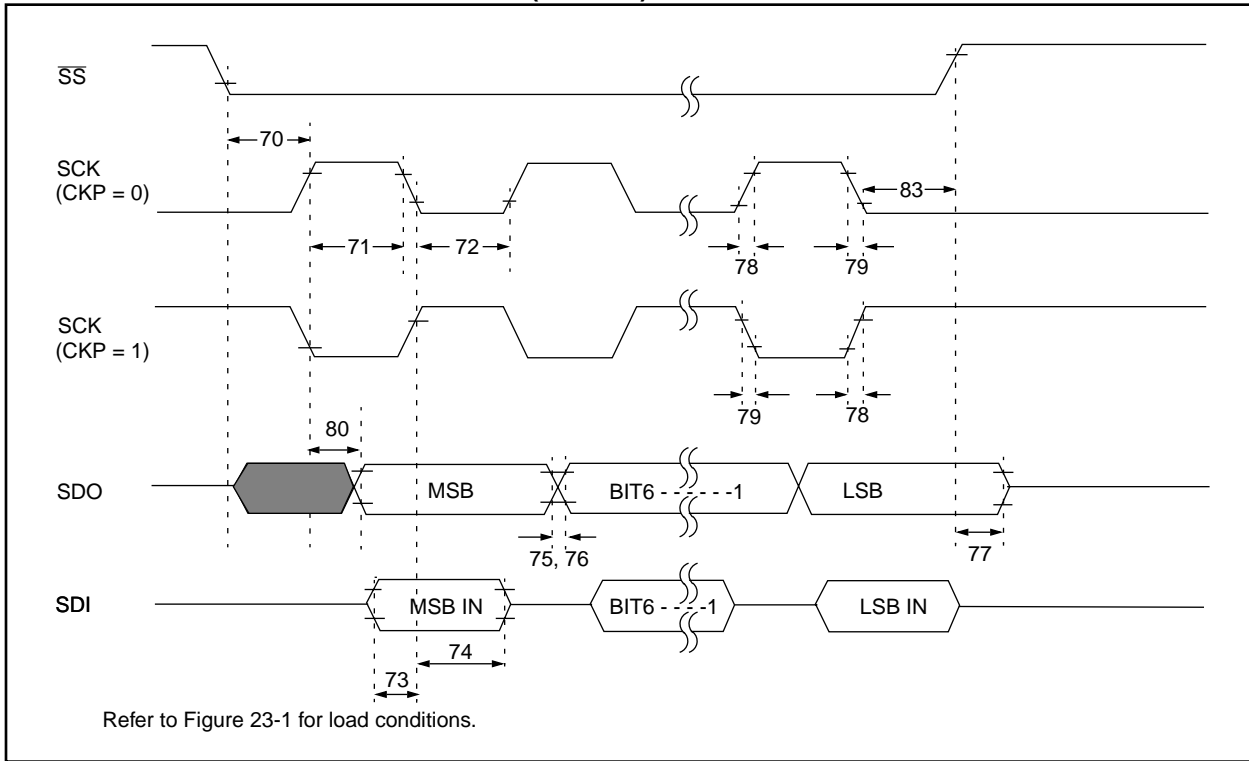 SS
70
SCK
(CKP = 0)
83
71
72
78
79
SCK
(CKP = 1)
79
78
80
SDO
MSB
BIT6 - - - - - -1
LSB
75, 76
77
SDI
MSB IN
BIT6 - - - -1
LSB IN
74
73
Refer to Figure 23-1 for load conditions.